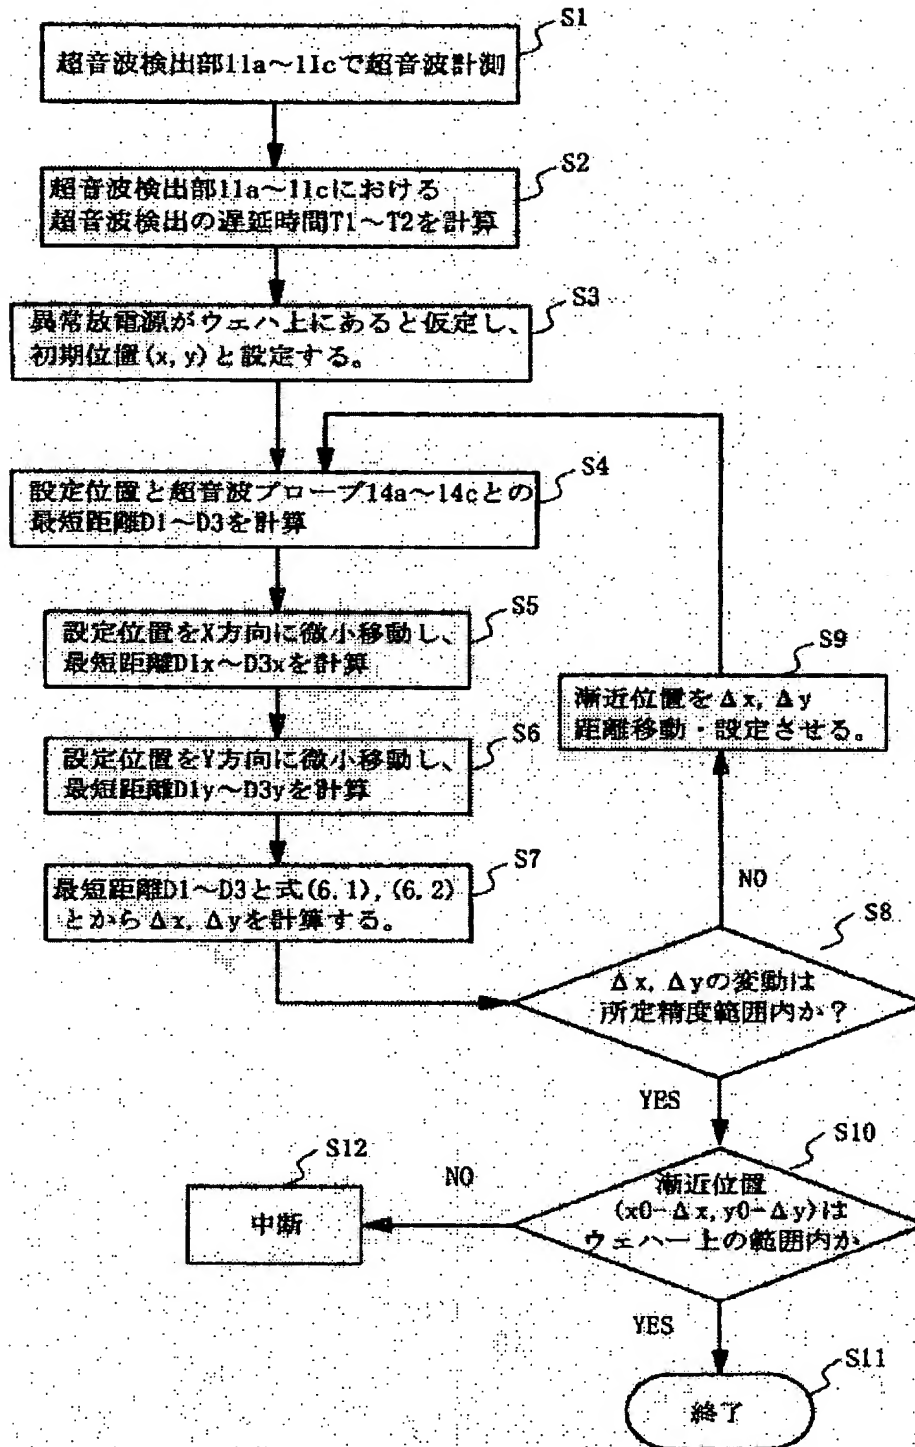 S1
超音波検出部11a～11cで超音波計測
S2
超音波検出部11a～11cにおける
超音波検出の遅延時間T1～T2を計算
S3
異常放電源がウェハ上にあると仮定し、
初期位置(x,y)と設定する。
S4
設定位置と超音波プローブ14a～14cとの
最短距離D1～D3を計算
S5
設定位置をX方向に微小移動し、
最短距離D1x～D3xを計算
S9
漸近位置をΔx,Δy
距離移動・設定させる。
S6
設定位置をY方向に微小移動し、
最短距離D1y～D3yを計算
S7
最短距離D1～D3と式(6.1),(6.2)
とからΔx,Δyを計算する。
NO
S8
Δx,Δyの変動は
所定精度範囲内か？
YES
S10
漸近位置
(x0-Δx,y0-Δy)は
ウェハー上の範囲内か
NO
S12
中断
YES
S11
終了